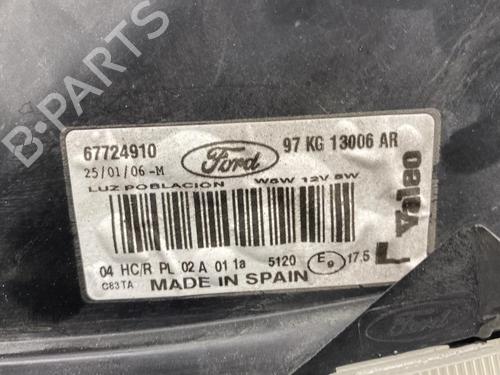 B-PARTS
67724910
Ford
97 KG 13006 AR
25/01/06 -M
LUZ POBLACION W5W 12V 5W
Valeo
L
04 HC/R PL 02 A 01 1a 5120 E9 17.5
C83TA MADE IN SPAIN
Ford